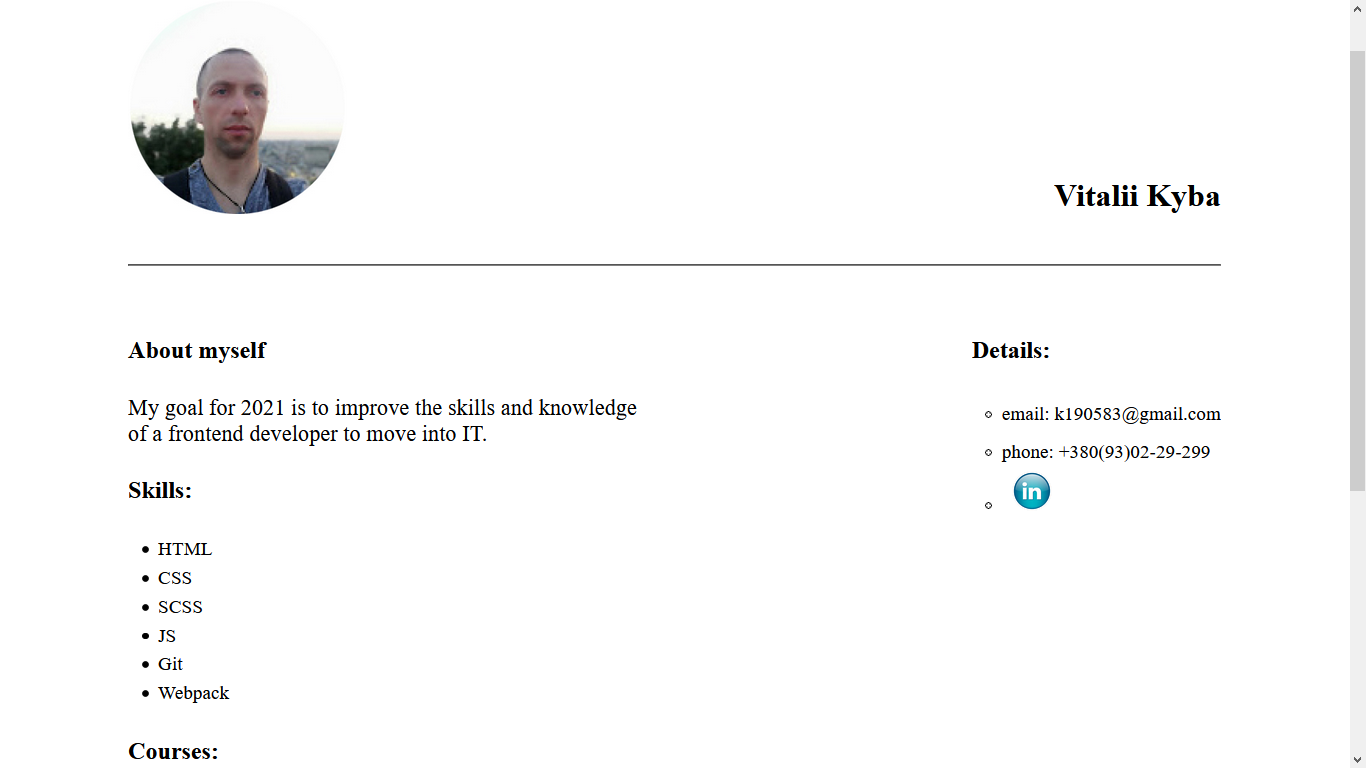 Vitalii Kyba
About myself
My goal for 2021 is to improve the skills and knowledge
of a frontend developer to move into IT.
Skills:
HTML
CSS
SCSS
JS
Git
Webpack
Courses:
Details:
email: k190583@gmail.com
phone: +380(93)02-29-299
in